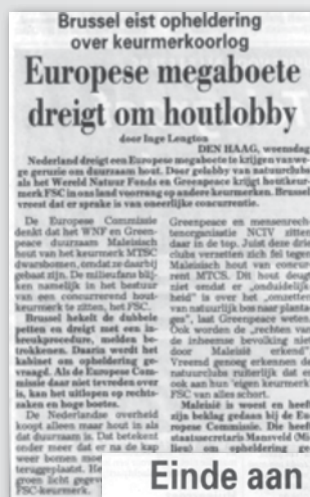 Brussel eist opheldering
over keurmerkoorlog
Europese megaboete
dreigt om houtlobby
door Inge Lengton
DEN HAAG, woensdag
Nederland dreigt een Europese megaboete te krijgen vanwe-
ge geruzie om duurzaam hout. Door gelobby van natuurclubs
als het Wereld Natuur Fonds en Greenpeace krijgt houtkeur-
merk FSC in ons land voorrang op andere keurmerken. Brussel
vreest dat er sprake is van oneerlijke concurrentie.
De Europese Commissie
denkt dat het WNF en Green-
peace duurzaam Maleisisch
hout van het keurmerk MTSC
dwarsbomen, omdat ze daarbij
gebaat zijn. De milieufans blij-
ken namelijk in het bestuur
van een concurrerend hout-
keurmerk te zitten, het FSC.
Brussel hekelt de dubbele
petten en dreigt met een in-
breukprocedure, melden be-
trokkenen. Daarin wordt het
kabinet om opheldering ge-
vraagd. Als de Europese Com-
missie daar niet tevreden over
is, kan het uitlopen op rechts-
zaken en hoge boetes.
De Nederlandse overheid
koopt alleen maar hout in als
dat duurzaam is. Dat betekent
onder meer dat er na de kap
weer bomen moe
teruggeplaatst. He
groen licht gegev
FSC-keurmerk.
Greenpeace en mensenrech
tenorganisatie NCIV zitten
daar in de top. Juist deze drie
clubs verzetten zich fel tegen
Maleisisch hout van concur
rent MTCS. Dit hout deug
niet omdat er „onduidelijk
heid” is over het „omzetten
van natuurlijk bos naar planta
ges”, laat Greenpeace weten
Ook worden de „rechten van
de inheemse bevolking niet
door Maleisië erkend”
Vreemd genoeg erkennen de
natuurclubs ruiterlijk dat er
ook aan hun 'eigen keurmerk
FSC van alles schort.
Maleisië is woest en heeft
zijn beklag gedaan bij de Eu
ropese Commissie. Die heef
staatssecretaris Mansveld (Mi
lieu) om opheldering ge
Einde aan